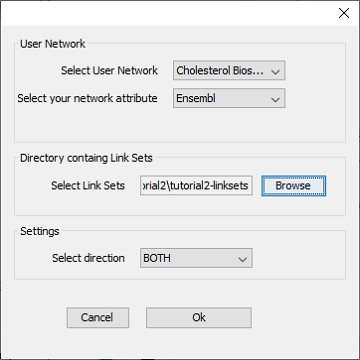 User Network
Select User Network Cholesterol Bios...
Select your network attribute Ensembl
Directory containg Link Sets
Select Link Sets orial2\tutorial2-linksets Browse
Settings
Select direction BOTH
Cancel Ok